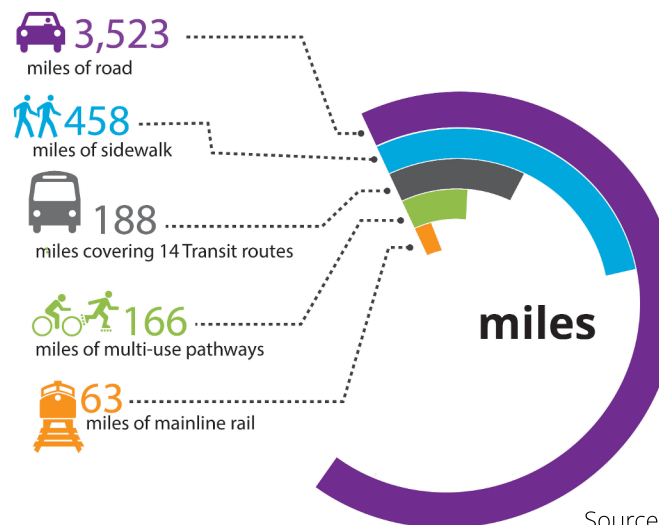 3,523
miles of road
458
miles of sidewalk
188
miles covering 14 Transit routes
166
miles of multi-use pathways
63
miles of mainline rail
miles
Source